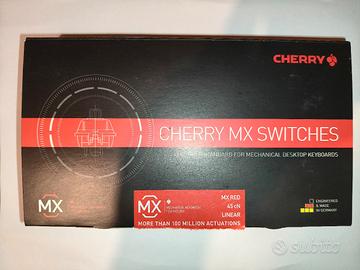 CHERRY
CHERRY MX SWITCHES
STANDARD FOR MECHANICAL DESKTOP KEYBOARDS
MX
MX
MX RED
45 cN
LINEAR
MORE THAN 100 MILLION ACTUATIONS
ENGINEERED
& MADE
IN GERMANY
subito